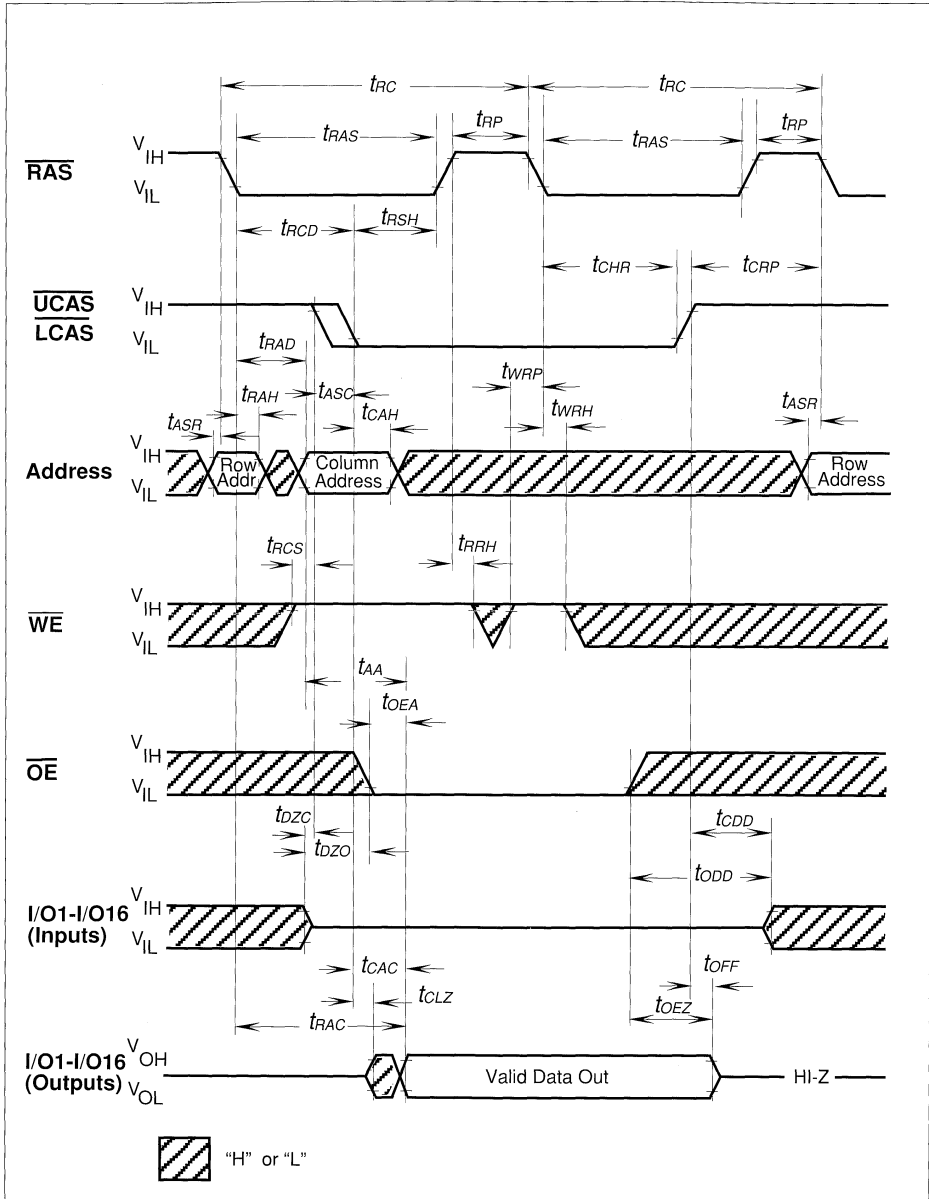 tRC tRC
tRAS tRP tRAS tRP
RAS VIH
VIL
tRCD tRSH
tCHR tCRP
UCAS VIH
LCAS VIL
tRAD
tWRP
tRAH tASC
tASR tCAH tWRH tASR
Address VIH
VIL
Row Addr.
Column Address
Row Address
tRCS tRRH
WE VIH
VIL
tAA
tOEA
OE VIH
VIL
tDZC tCDD
tDZO
tODD
I/O1-I/O16 (Inputs) VIH
VIL
tCAC tOFF
tCLZ
tOEZ
tRAC
I/O1-I/O16 (Outputs) VOH
VOL
Valid Data Out HI-Z
"H" or "L"